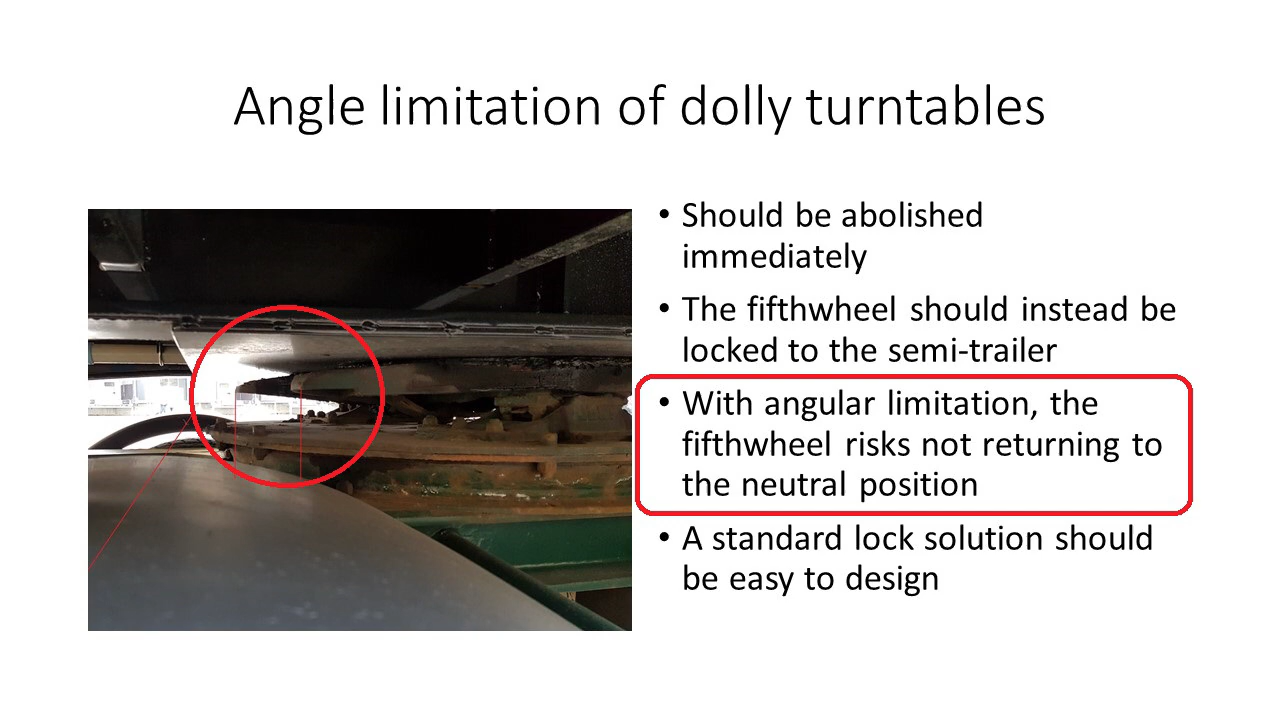 Angle limitation of dolly turntables
• Should be abolished
immediately
• The fifthwheel should instead be
locked to the semi-trailer
• With angular limitation, the
fifthwheel risks not returning to
the neutral position
• A standard lock solution should
be easy to design